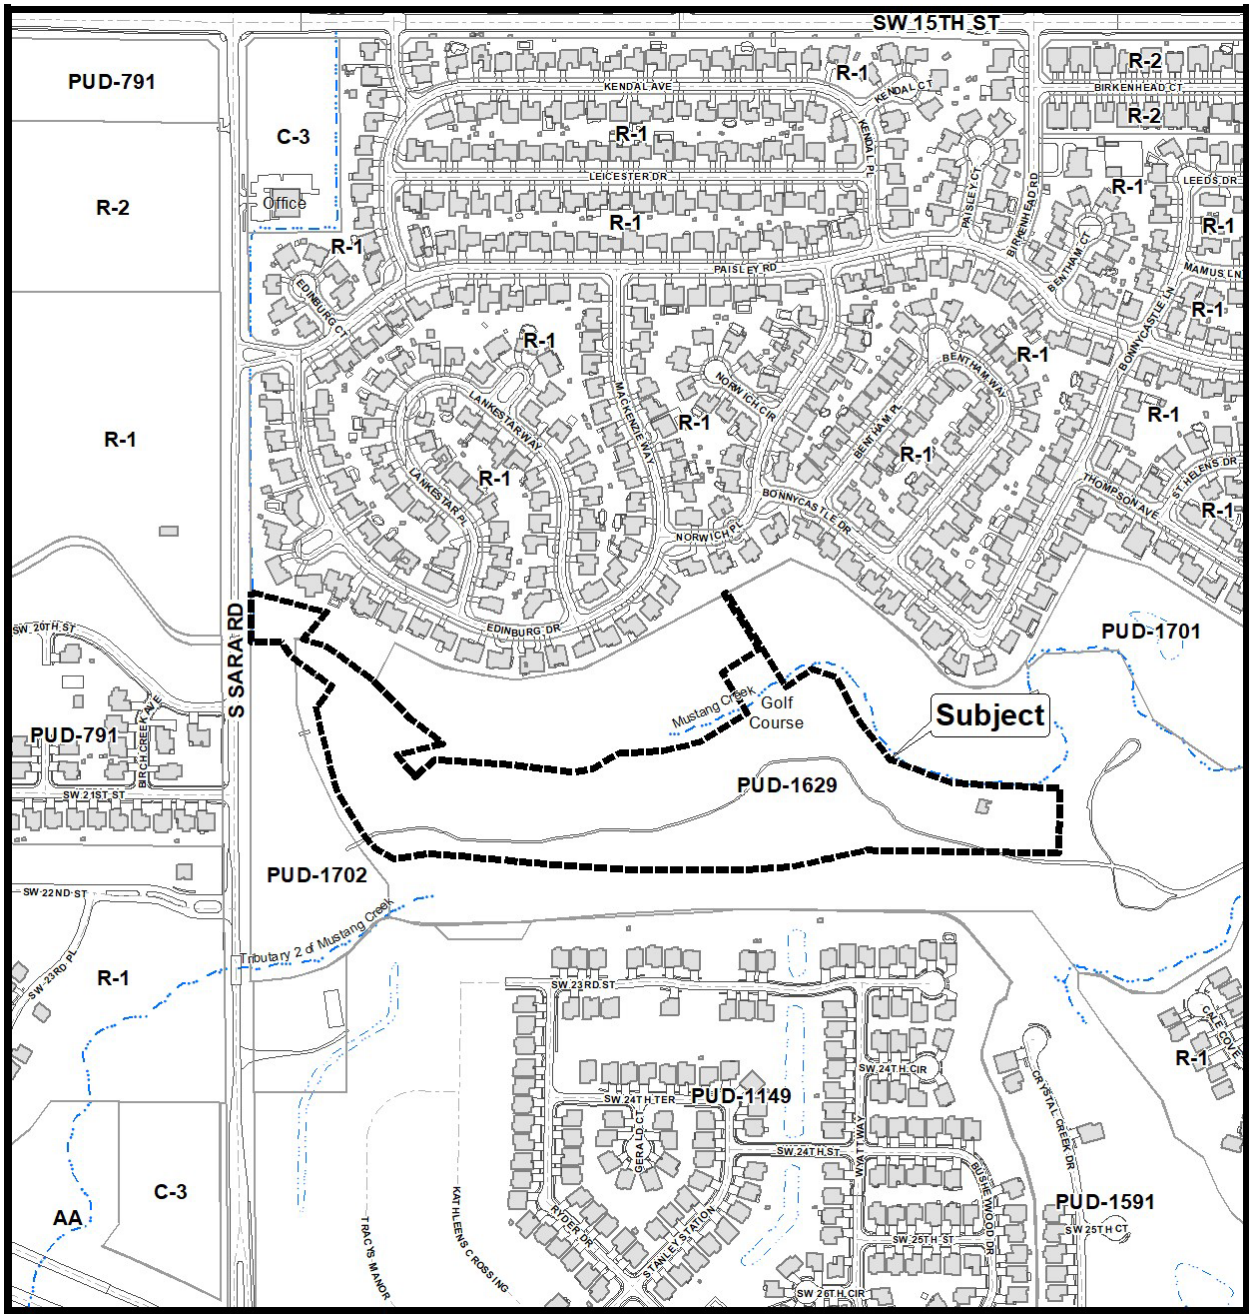 SW 15TH ST
PUD-791
R-1
KENDAL CT
R-2
KENDAL AVE
BIRKENHEAD CT
R-2
C-3
R-1
KENDAL PL
LEICESTER DR
PAISLEY CT
BIRKENHEAD RD
R-1
LEEDS DR
R-2
Office
R-1
R-1
R-1
BENTHAM CT
PAISLEY RD
MAMUS LN
EDINBURG CT
R-1
BONNYCASTLE LN
R-1
R-1
BENTHAM WAY
NORWICH CIR
LANKESTAR WAY
MACKENZIE WAY
R-1
R-1
R-1
BENTHAM PL
R-1
LANKESTAR PL
R-1
ST HELENS DR
THOMPSON AVE
BONNYCASTLE DR
R-1
NORWICH PL
S SARA RD
SW 20TH ST
EDINBURG DR
PUD-1701
Mustang Creek
Golf
Course
Subject
PUD-791
BIRCH CREEK AVE
PUD-1629
SW 21ST ST
PUD-1702
SW 22ND ST
Tributary 2 of Mustang Creek
SW 23RD PL
R-1
SW 23RD ST
CALE COVE
R-1
SW 24TH CIR
SW 24TH TER
PUD-1149
CRYSTAL CREEK DR
GERALD CT
WYATT WAY
SW 24TH ST
C-3
BUSHEYWOOD DR
PUD-1591
AA
RYDER DR
STANLEY STATION
SW 25TH ST
SW 25TH CT
TRACYS MANOR
KATHLEENS CROSSING
SW 26TH CIR